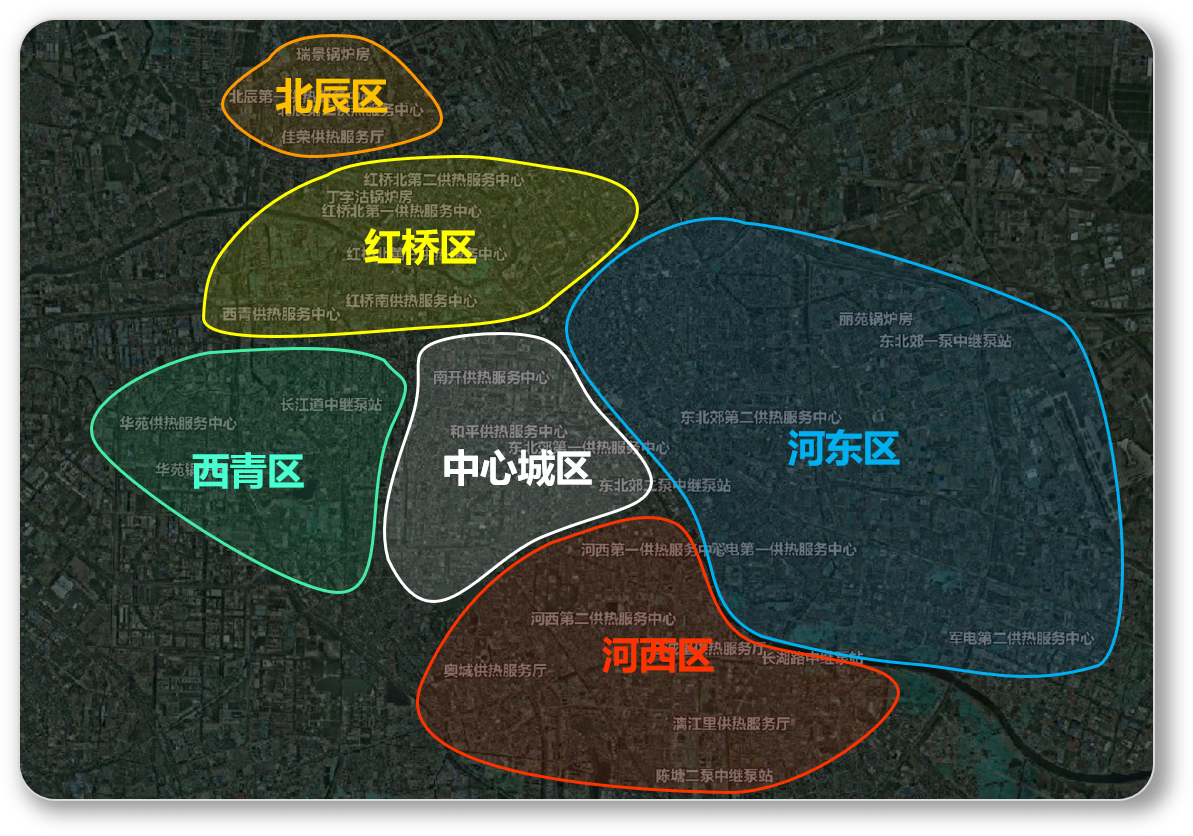 瑞景锅炉房
北辰第一
北辰区
供热服务中心
佳荣供热服务厅
红桥北第二供热服务中心
丁字沽锅炉房
红桥北第一供热服务中心
红桥区
红桥南供热服务中心
西青供热服务中心
丽苑锅炉房
东北郊一泵中继泵站
南开供热服务中心
长江道中继泵站
华苑供热服务中心
东北郊第二供热服务中心
和平供热服务中心
东北郊第一供热服务中心
河东区
华苑锅
西青区
中心城区
东北郊二泵中继泵站
河西第一供热服务中心
电第一供热服务中心
河西第二供热服务中心
军电第二供热服务中心
河西区
热服务厅
长湖路中继泵站
奥城供热服务厅
漓江里供热服务厅
陈塘二泵中继泵站